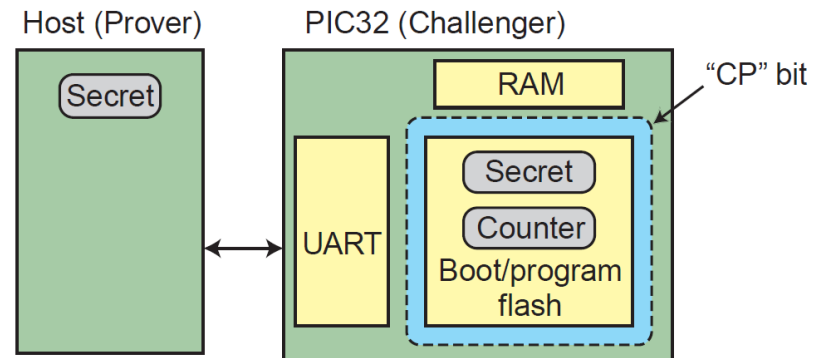 Host (Prover)
PIC32 (Challenger)
Secret
RAM
“CP” bit
UART
Secret
Counter
Boot/program
flash